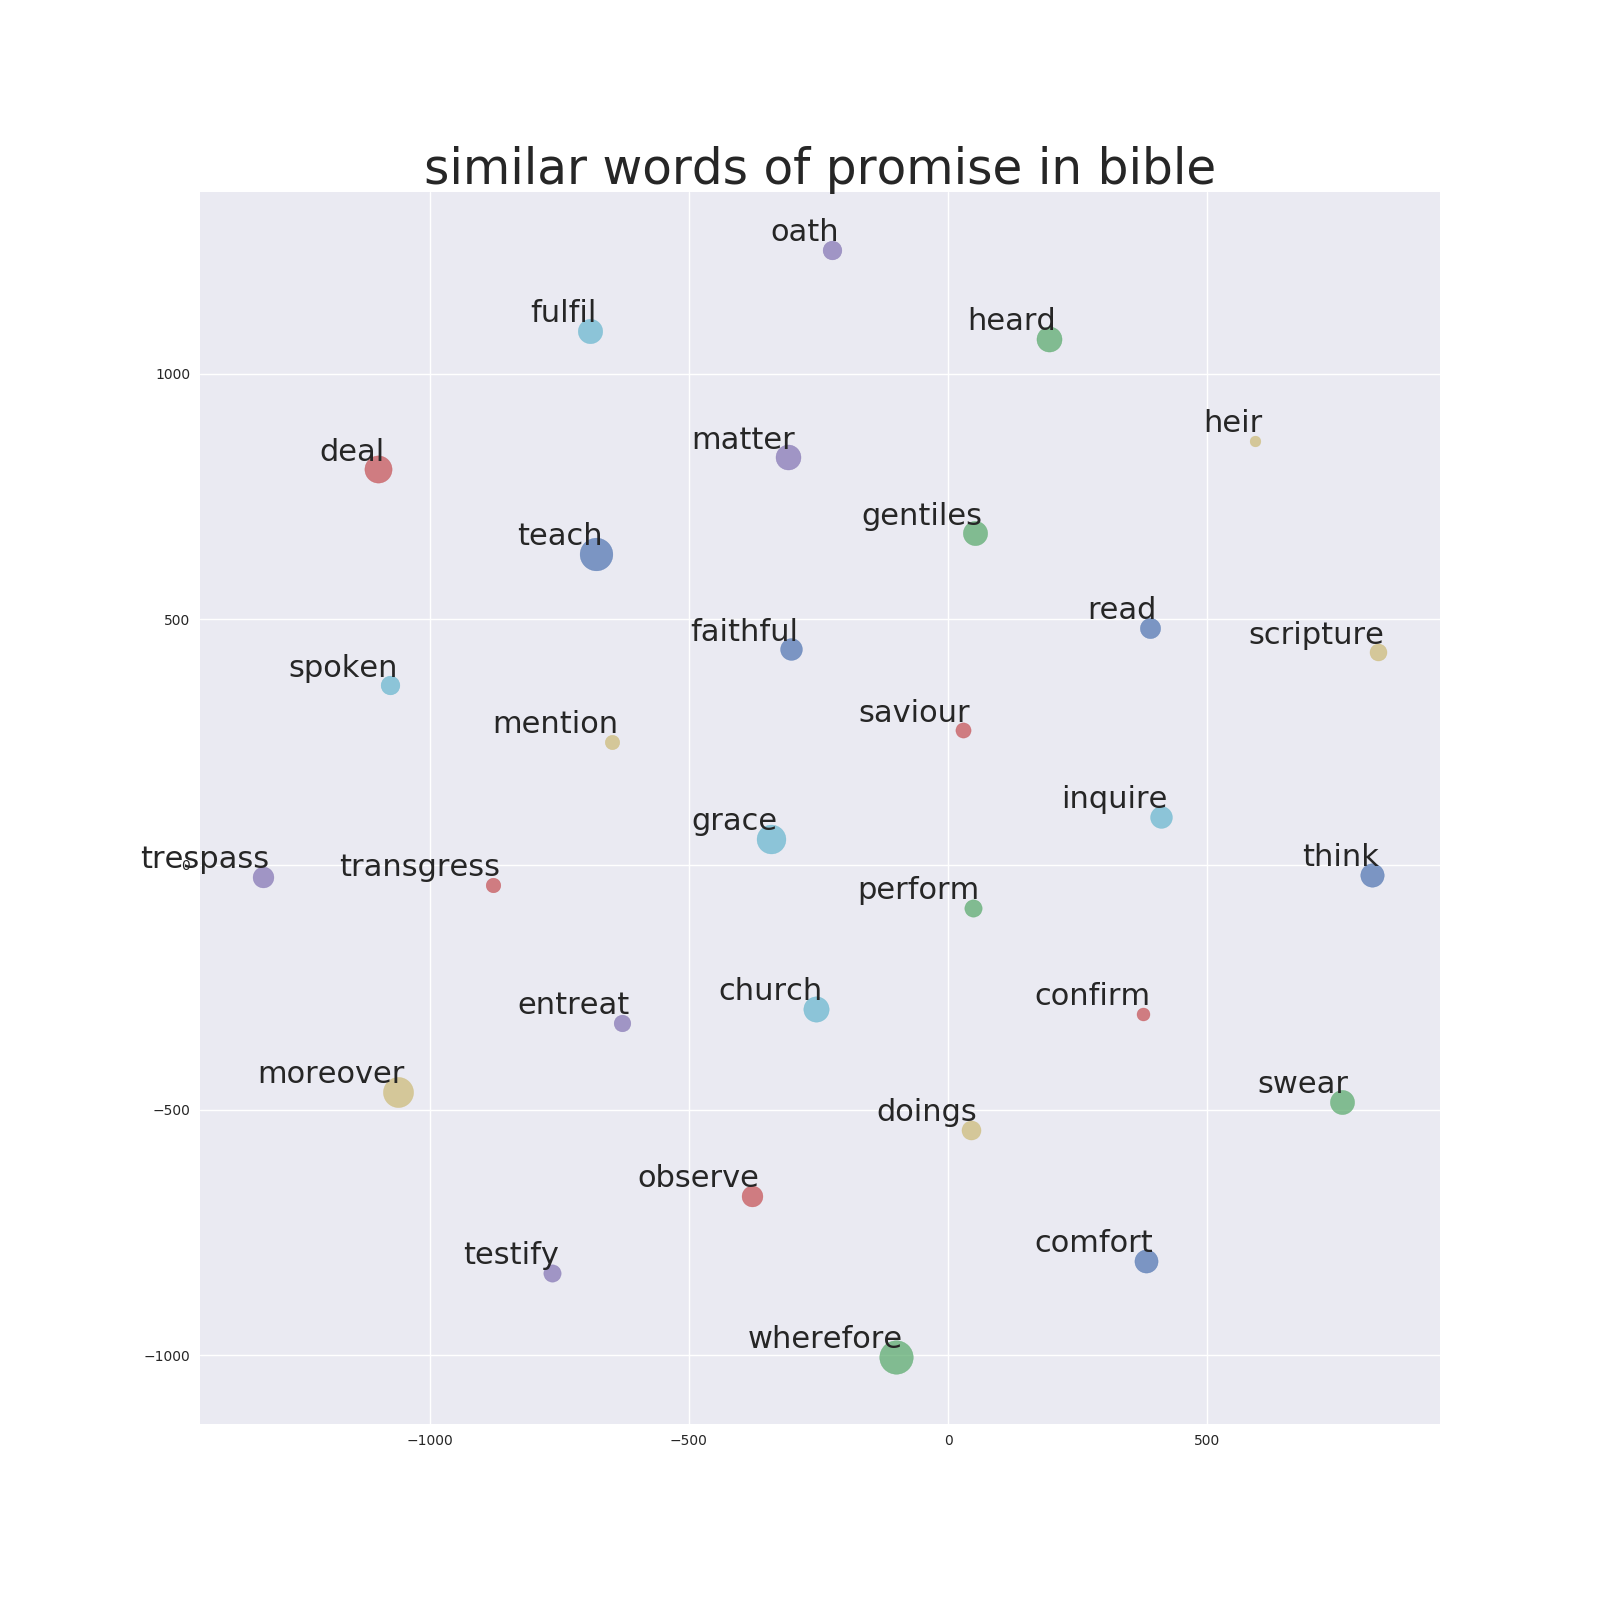 similar words of promise in bible
oath
fulfil
heard
1000
heir
matter
deal
gentiles
teach
read
500
faithful
scripture
spoken
saviour
mention
inquire
grace
think
trespass
0
transgress
perform
church
confirm
entreat
moreover
swear
−500
doings
observe
comfort
testify
wherefore
−1000
−1000 −500 0 500